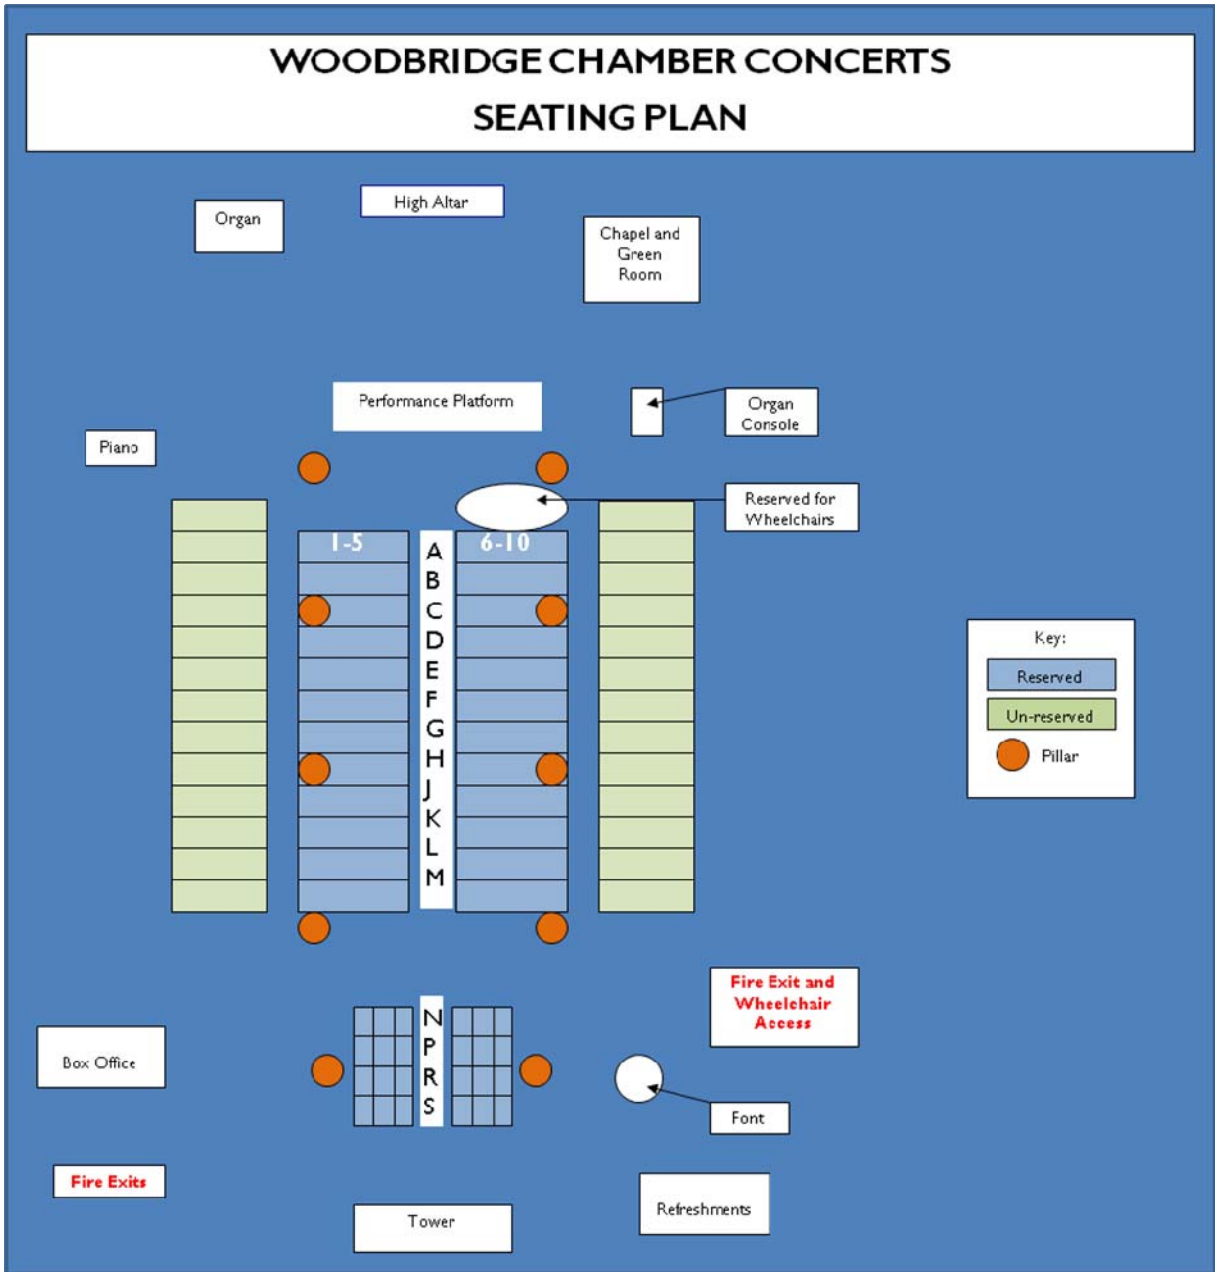 WOODBRIDGE CHAMBER CONCERTS
SEATING PLAN
High Altar
Organ
Chapel and
Green
Room
Performance Platform
Organ
Console
Piano
Reserved for
Wheelchairs
1-5
6-10
A
B
C
D
E
F
G
H
J
K
L
M
Key:
Reserved
Un-reserved
Pillar
Fire Exit and
Wheelchair
Access
N
P
R
S
Box Office
Font
Fire Exits
Refreshments
Tower